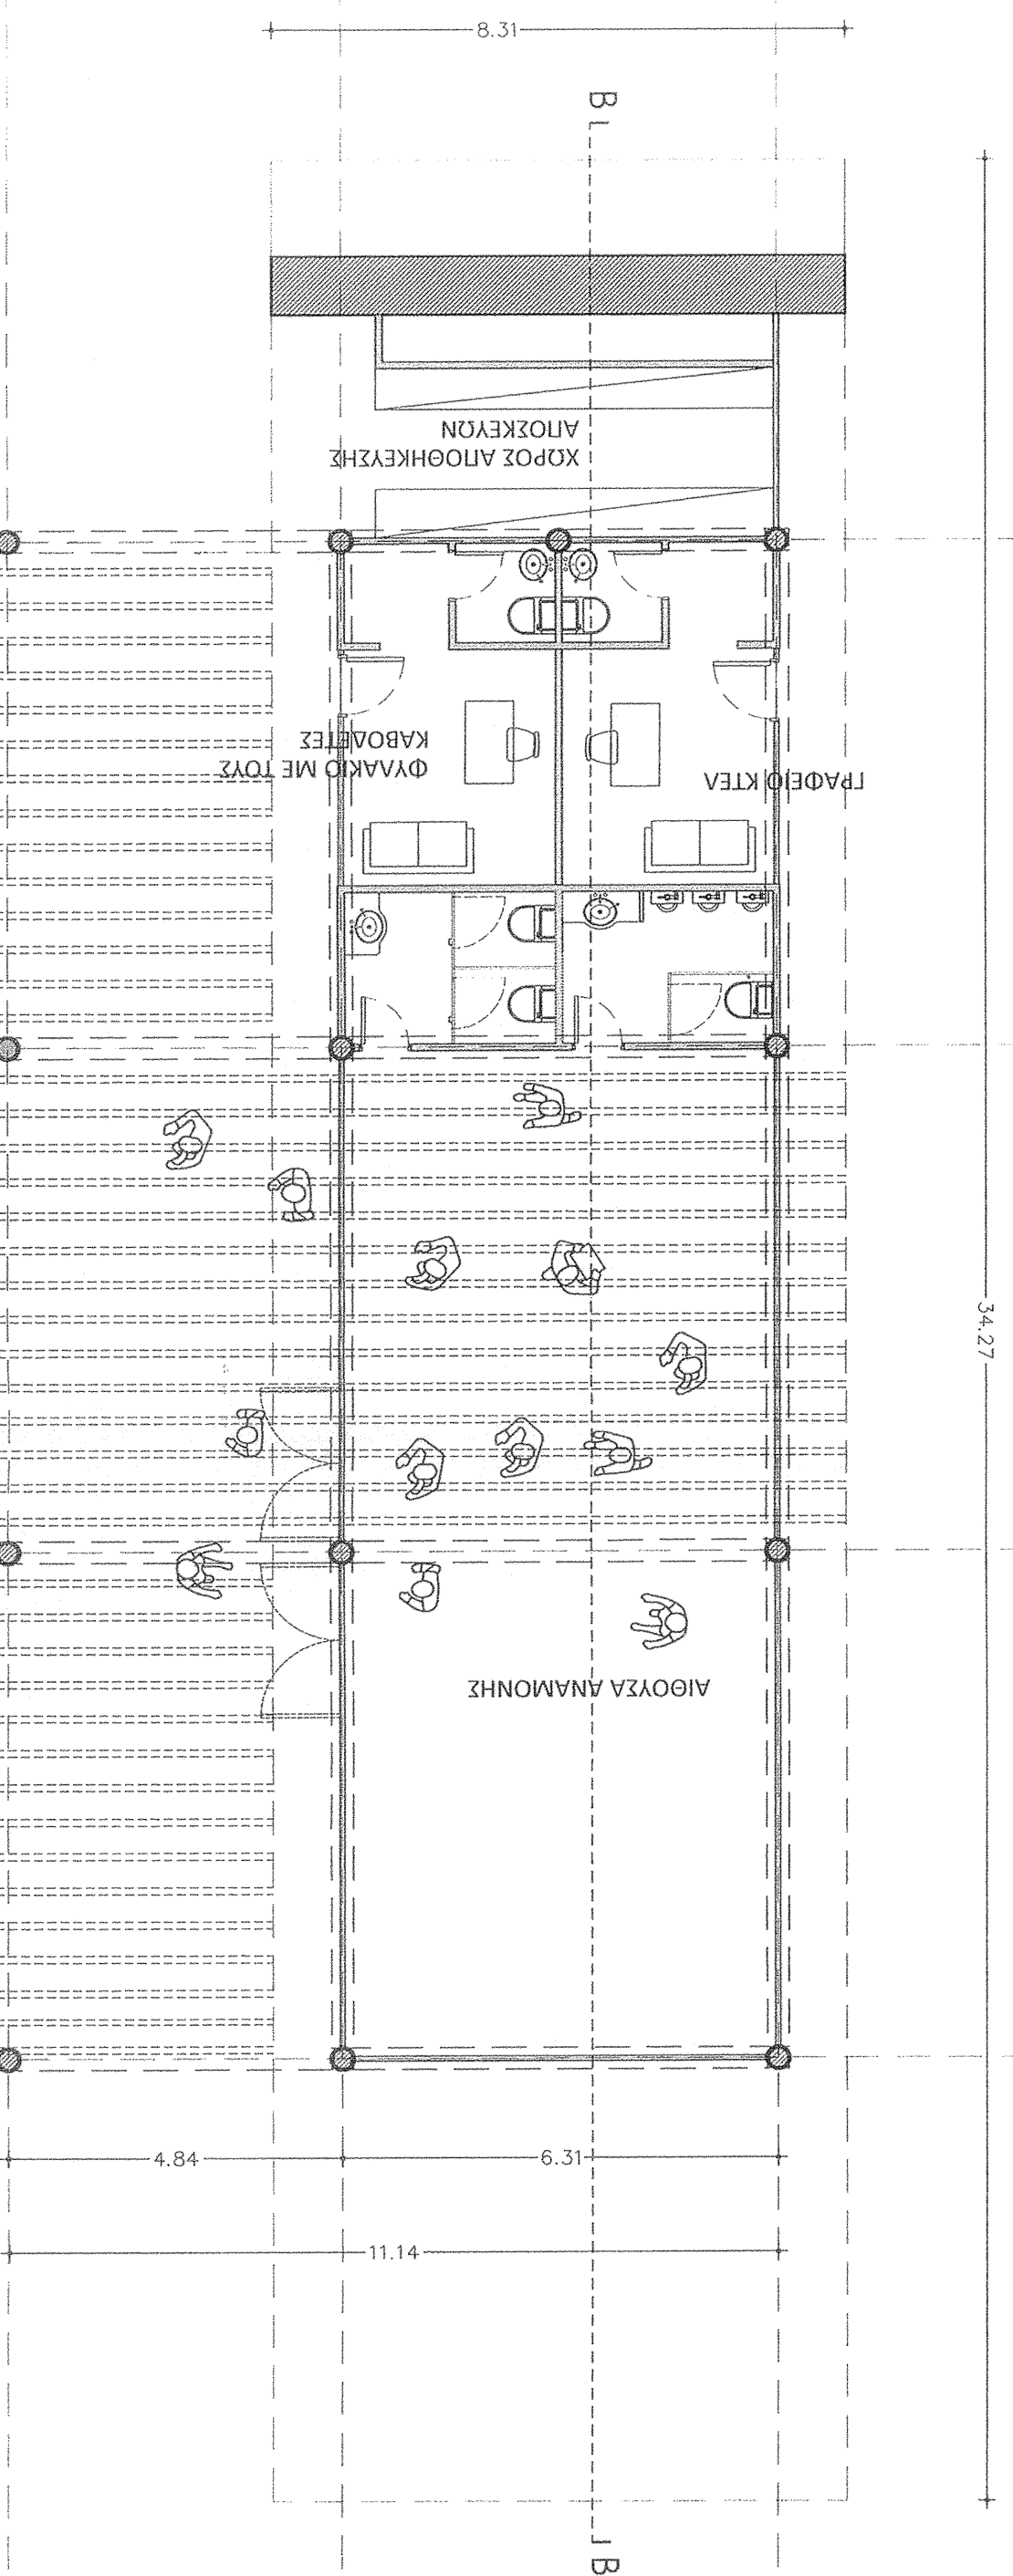 8.31
B
ΧΩΡΟΣ ΑΠΟΘΗΚΕΥΣΗΣ
ΑΠΟΣΚΕΥΩΝ
ΦΥΛΑΚΙΟ ΜΕ ΤΟΥΣ
ΚΑΒΟΔΕΤΕΣ
ΓΡΑΦΕΙΟ ΚΤΕΛ
34.27
ΑΙΘΟΥΣΑ ΑΝΑΜΟΝΗΣ
4.84
6.31
11.14
B